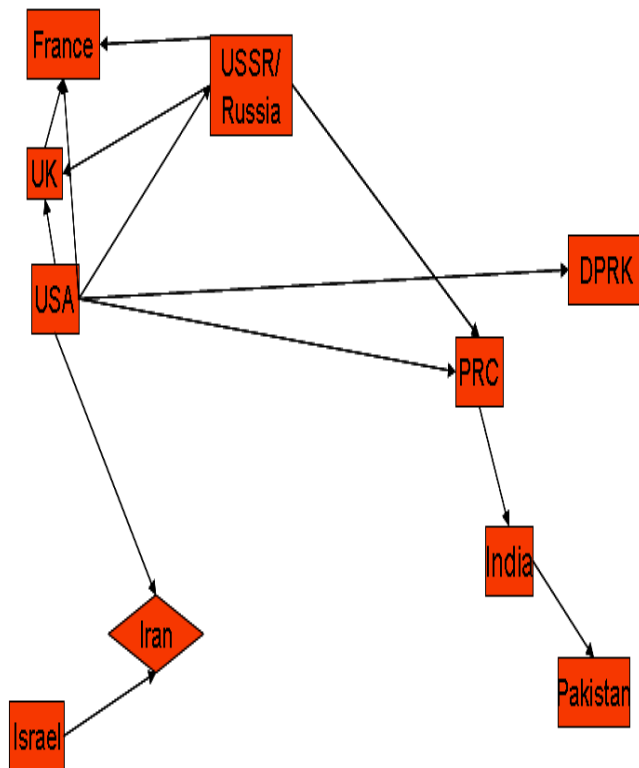 France
USSR/
Russia
UK
USA
DPRK
PRC
India
Iran
Pakistan
Israel